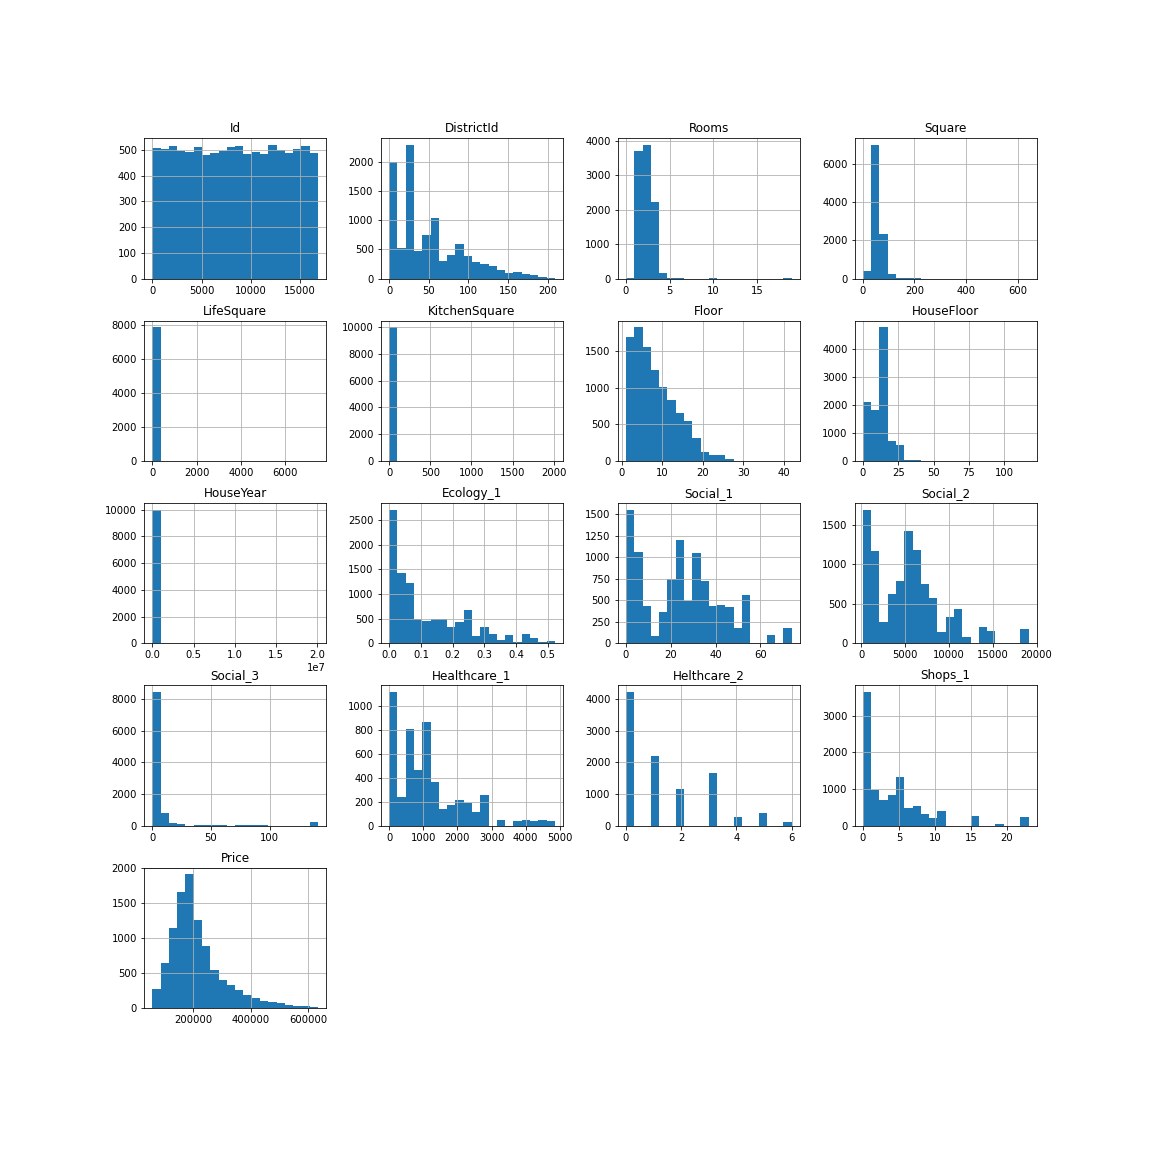 Id
DistrictId
Rooms
Square
500
400
300
200
100
0
0 5000 10000 15000
2000
1500
1000
500
0
0 50 100 150 200
4000
3000
2000
1000
0
0 5 10 15
6000
4000
2000
0
0 200 400 600
LifeSquare
KitchenSquare
Floor
HouseFloor
8000
6000
4000
2000
0
0 2000 4000 6000
10000
8000
6000
4000
2000
0
0 500 1000 1500 2000
1500
1000
500
0
0 10 20 30 40
4000
3000
2000
1000
0
0 50 50 100
HouseYear
Ecology_1
Social_1
Social_2
10000
8000
6000
4000
2000
0
0.0 0.5 1.0 1.5 2.0
1e7
2500
2000
1500
1000
500
0
0.0 0.1 0.2 0.3 0.4 0.5
1500
1250
1000
750
500
250
0
0 20 40 60
1500
1000
500
0
0 5000 10000 15000 20000
Social_3
Healthcare_1
Helthcare_2
Shops_1
8000
6000
4000
2000
0
0 50 100
1000
800
600
400
200
0
0 1000 2000 3000 4000 5000
4000
3000
2000
1000
0
0 2 4 6
3000
2000
1000
0
0 5 10 15 20
Price
2000
1500
1000
500
0
200000 400000 600000